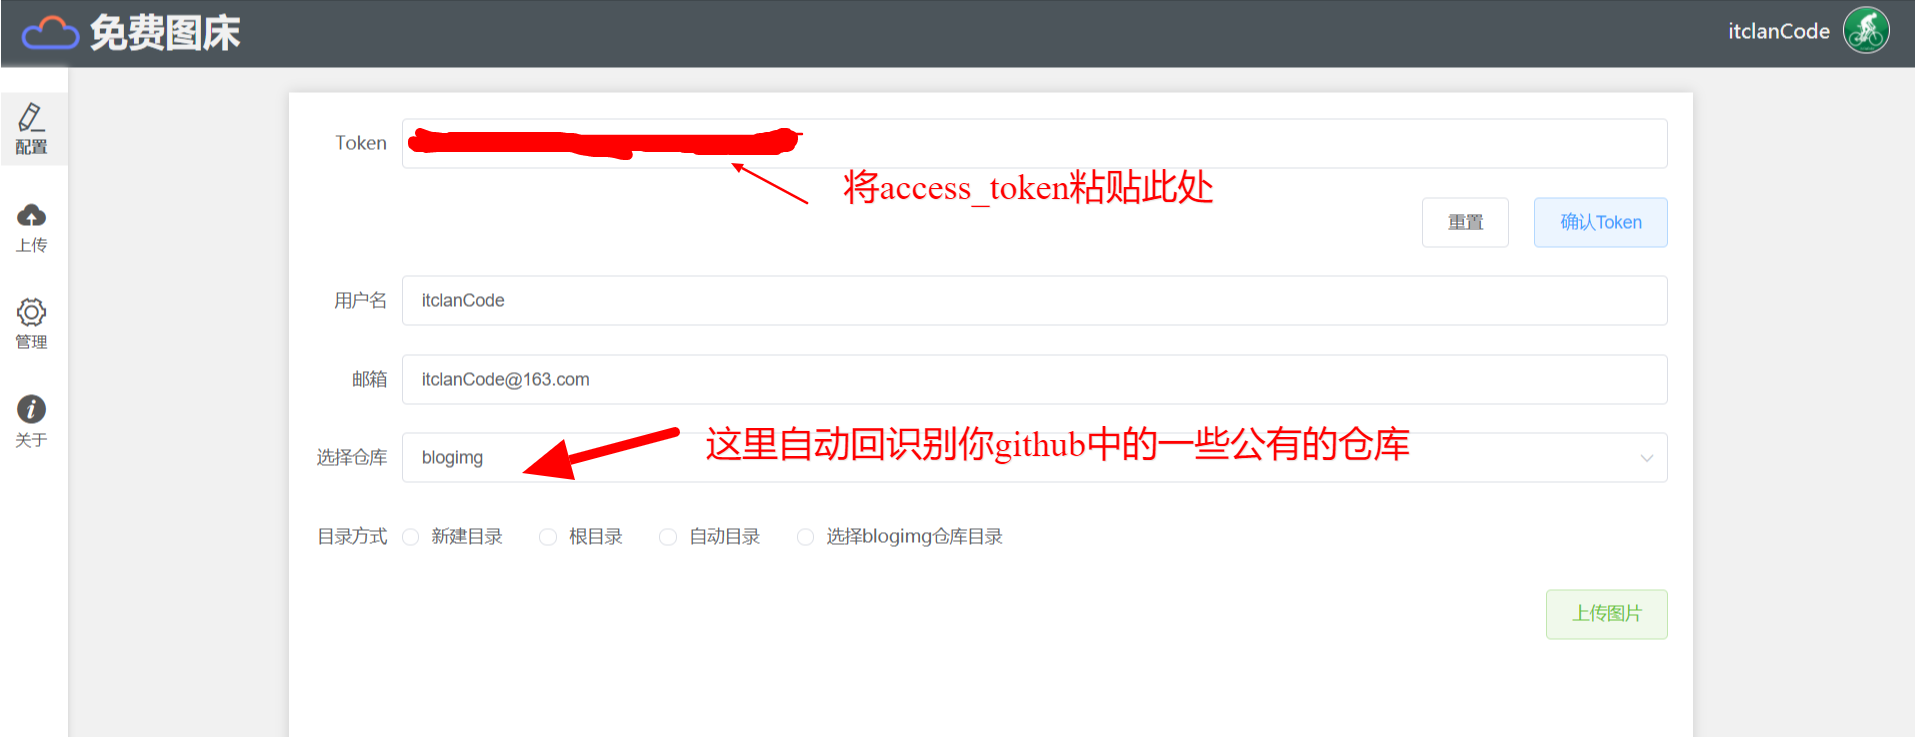 免费图床
itclanCode
配置
上传
管理
关于
Token
将access_token粘贴此处
重置
确认Token
用户名
itclanCode
邮箱
itclanCode@163.com
选择仓库
blogimg
这里自动回识别你github中的一些公有的仓库
目录方式 新建目录 根目录 自动目录 选择blogimg仓库目录
上传图片